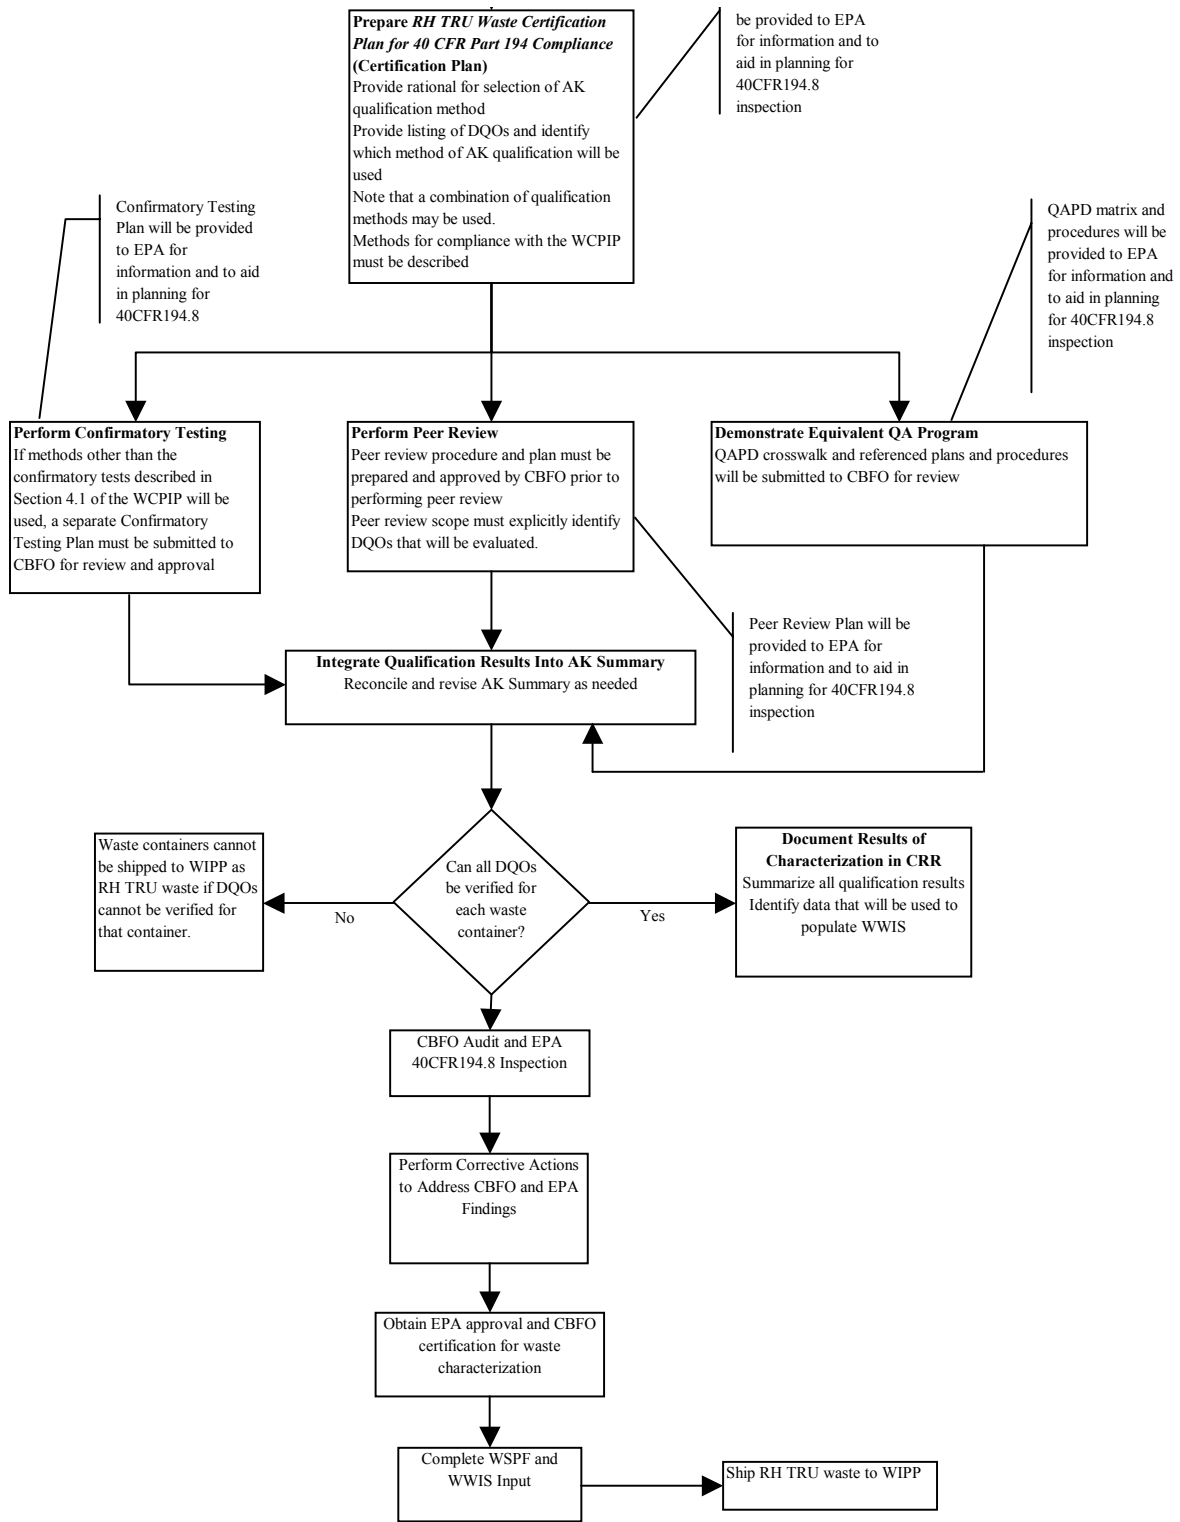 Prepare RH TRU Waste Certification
Plan for 40 CFR Part 194 Compliance
(Certification Plan)
Provide rational for selection of AK
qualification method
Provide listing of DQOs and identify
which method of AK qualification will be
used
Note that a combination of qualification
methods may be used.
Methods for compliance with the WCPIP
must be described
be provided to EPA
for information and to
aid in planning for
40CFR194.8
inspection
Confirmatory Testing
Plan will be provided
to EPA for
information and to aid
in planning for
40CFR194.8
QAPD matrix and
procedures will be
provided to EPA
for information and
to aid in planning
for 40CFR194.8
inspection
Perform Confirmatory Testing
If methods other than the
confirmatory tests described in
Section 4.1 of the WCPIP will be
used, a separate Confirmatory
Testing Plan must be submitted to
CBFO for review and approval
Perform Peer Review
Peer review procedure and plan must be
prepared and approved by CBFO prior to
performing peer review
Peer review scope must explicitly identify
DQOs that will be evaluated.
Demonstrate Equivalent QA Program
QAPD crosswalk and referenced plans and procedures
will be submitted to CBFO for review
Peer Review Plan will be
provided to EPA for
information and to aid in
planning for 40CFR194.8
inspection
Integrate Qualification Results Into AK Summary
Reconcile and revise AK Summary as needed
Waste containers cannot
be shipped to WIPP as
RH TRU waste if DQOs
cannot be verified for
that container.
No
Can all DQOs
be verified for
each waste
container?
Yes
Document Results of
Characterization in CRR
Summarize all qualification results
Identify data that will be used to
populate WWIS
CBFO Audit and EPA
40CFR194.8 Inspection
Perform Corrective Actions
to Address CBFO and EPA
Findings
Obtain EPA approval and CBFO
certification for waste
characterization
Complete WSPF and
WWIS Input
Ship RH TRU waste to WIPP